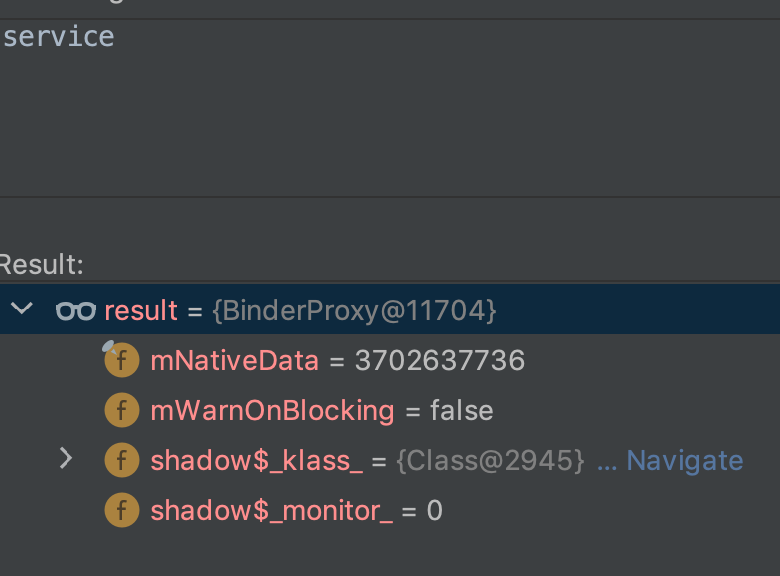 service
Result:
result = {BinderProxy@11704}
f mNativeData = 3702637736
f mWarnOnBlocking = false
f shadow$_klass_ = {Class@2945} ... Navigate
f shadow$_monitor_ = 0